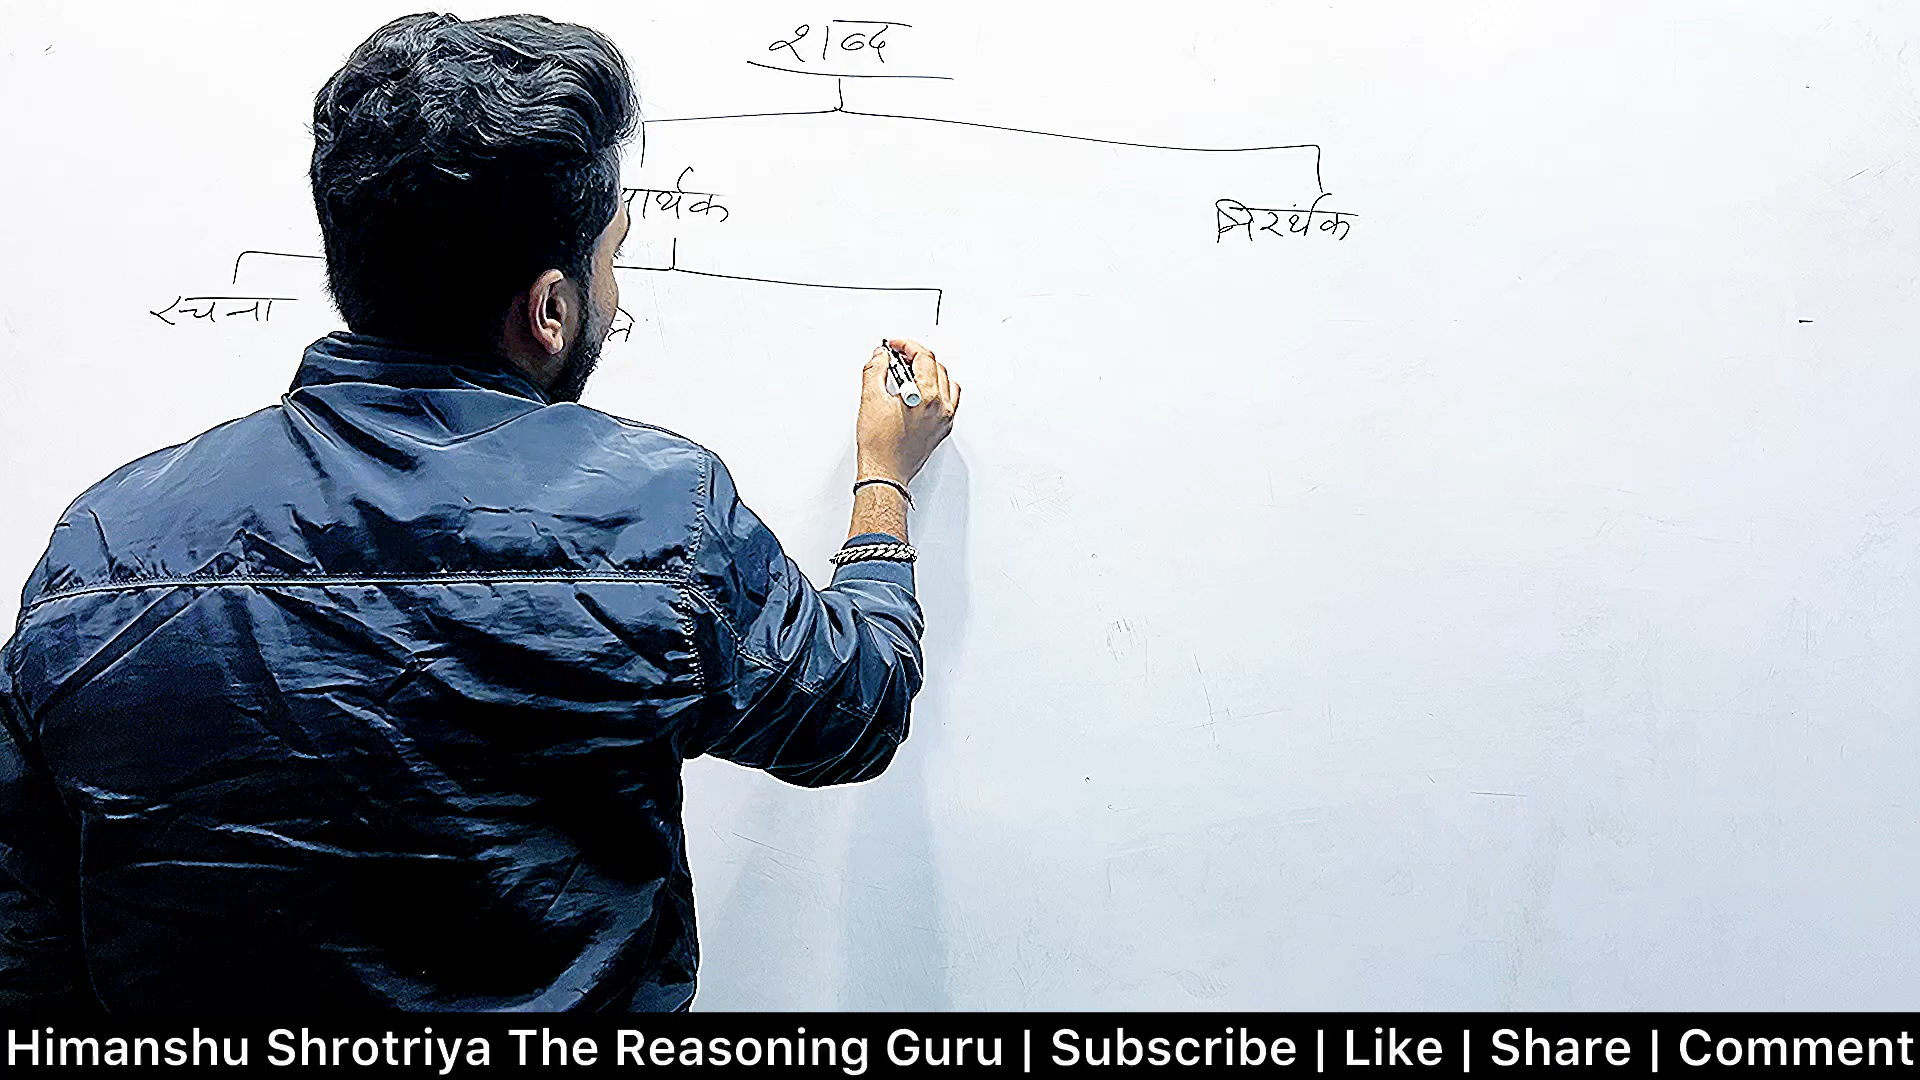 शब्द
सार्थक निरर्थक
रचना
Himanshu Shrotriya The Reasoning Guru | Subscribe | Like | Share | Comment